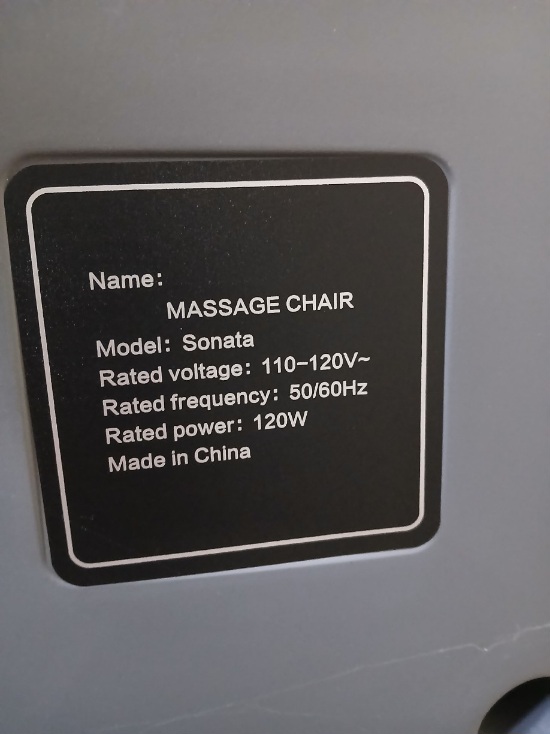 Name:
MASSAGE CHAIR
Model: Sonata
Rated voltage: 110-120V~
Rated frequency: 50/60Hz
Rated power: 120W
Made in China